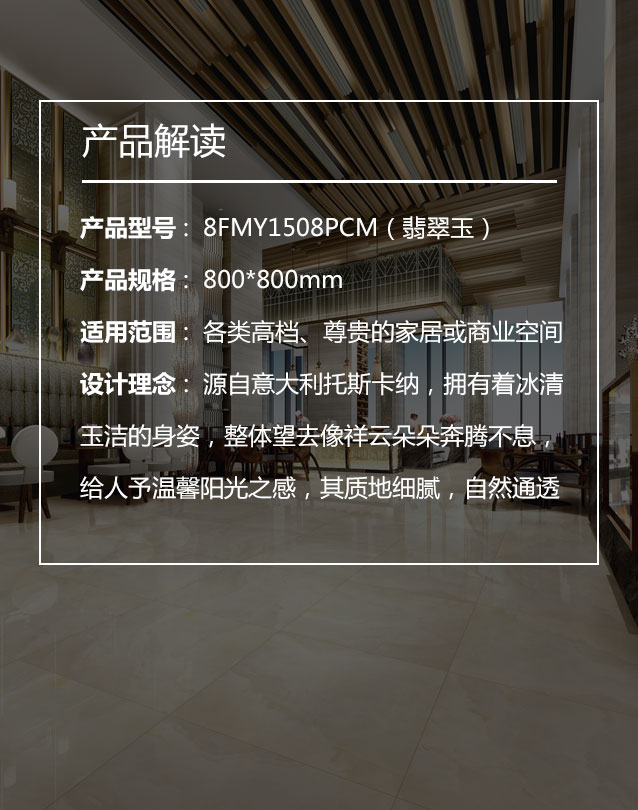 产品解读
产品型号：8FMY1508PCM（翡翠玉）
产品规格：800*800mm
适用范围：各类高档、尊贵的家居或商业空间
设计理念：源自意大利托斯卡纳，拥有着冰清
玉洁的身姿，整体望去像祥云朵朵奔腾不息，
给人予温馨阳光之感，其质地细腻，自然通透